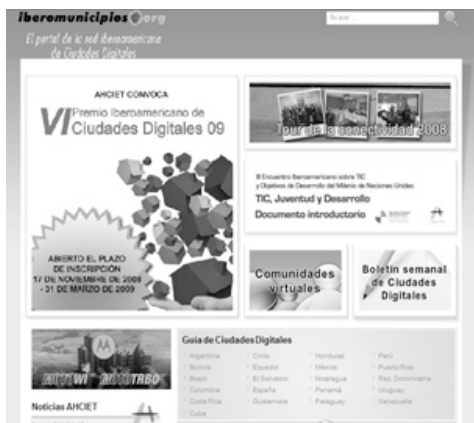 iberomunicipios.org
Buscar ...
El portal de la red iberoamericana
de Ciudades Digitales
AHCIET CONVOCA
VI Premio Iberoamericano de
Ciudades Digitales 09
ABIERTO EL PLAZO
DE INSCRIPCIÓN
17 DE NOVIEMBRE DE 2008
- 31 DE MARZO DE 2009
Tour de la conectividad 2008
III Encuentro Iberoamericano sobre TIC
y Objetivos de Desarrollo del Milenio de Naciones Unidas
TIC, Juventud y Desarrollo
Documento introductorio
Comunidades
virtuales
Boletín semanal
de Ciudades
Digitales
MOTOWI4 MOTOTRBO
Noticias AHCIET
Guía de Ciudades Digitales
Argentina
Bolivia
Brasil
Colombia
Costa Rica
Cuba
Chile
Ecuador
El Salvador
España
Guatemala
Honduras
México
Nicaragua
Panamá
Paraguay
Perú
Puerto Rico
Rep. Dominicana
Uruguay
Venezuela